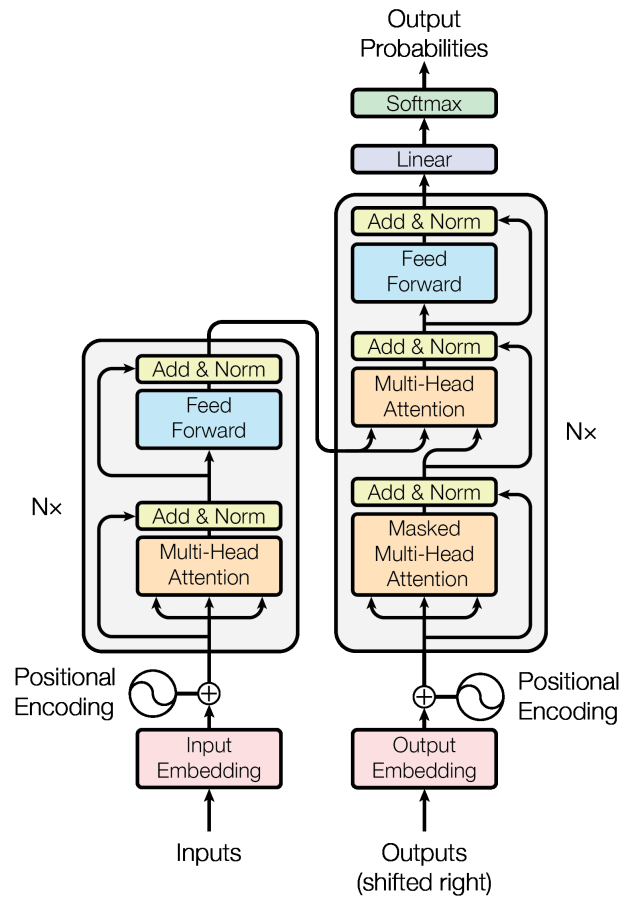 Output
Probabilities
Softmax
Linear
Add & Norm
Feed
Forward
Add & Norm
Multi-Head
Attention
Add & Norm
Masked
Multi-Head
Attention
Nx
Add & Norm
Feed
Forward
Add & Norm
Multi-Head
Attention
Nx
Positional
Encoding
Positional
Encoding
Input
Embedding
Output
Embedding
Inputs
Outputs
(shifted right)